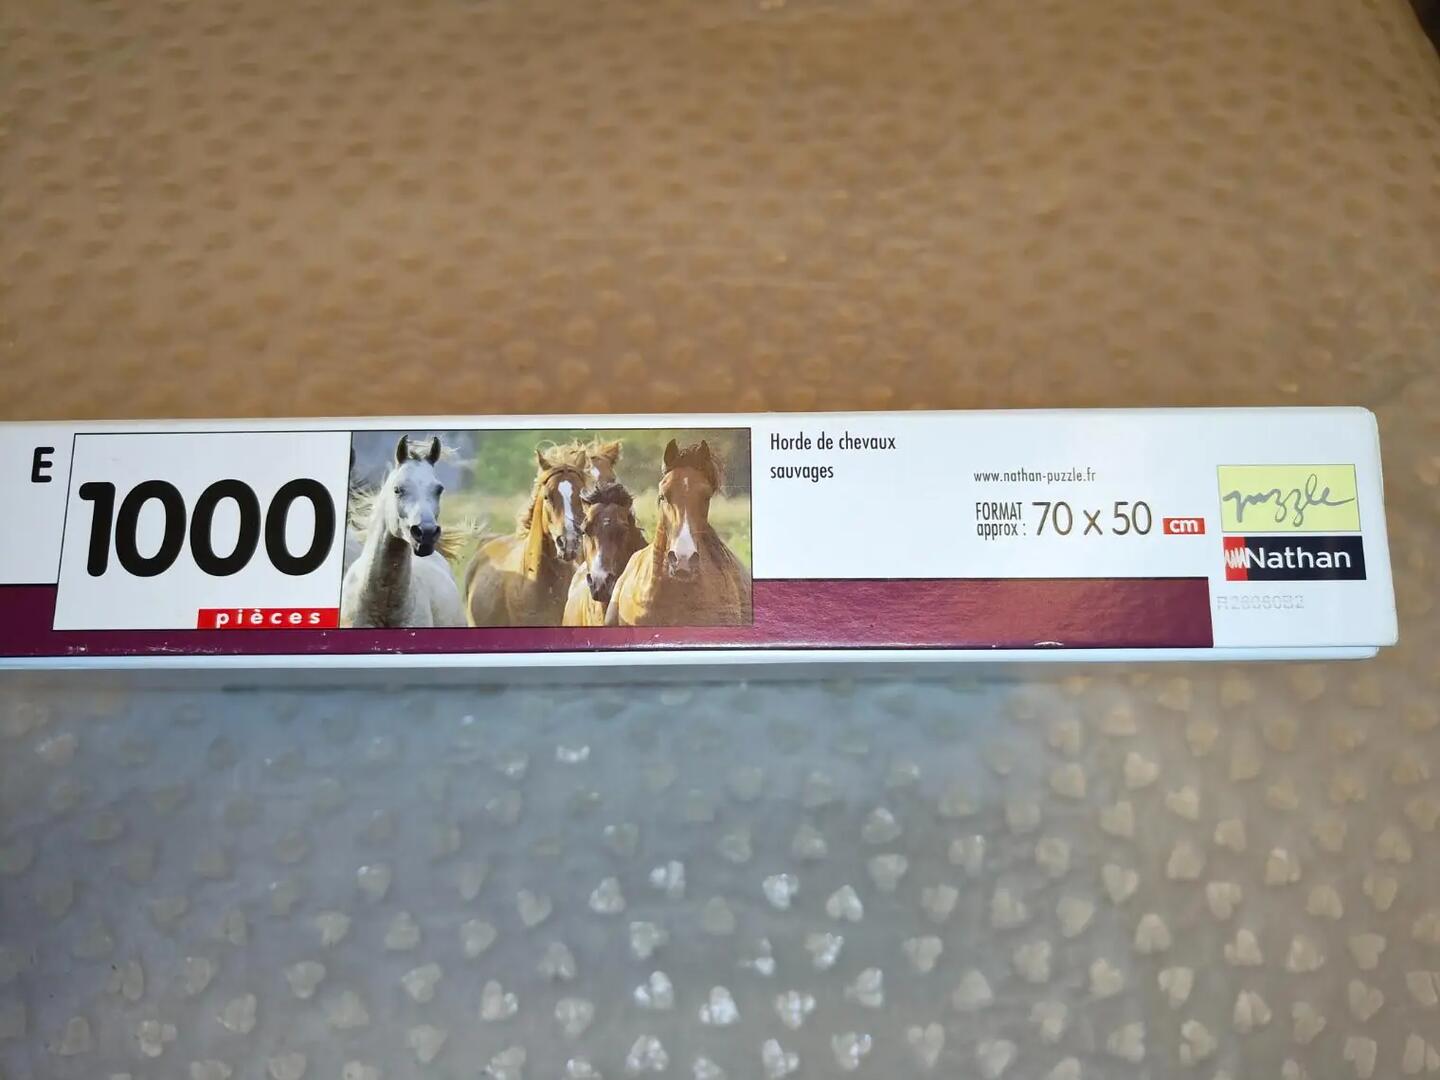 E
1000
pièces
Horde de chevaux
sauvages
www.nathan-puzzle.fr
FORMAT
approx : 70 x 50 cm
puzzle
Nathan